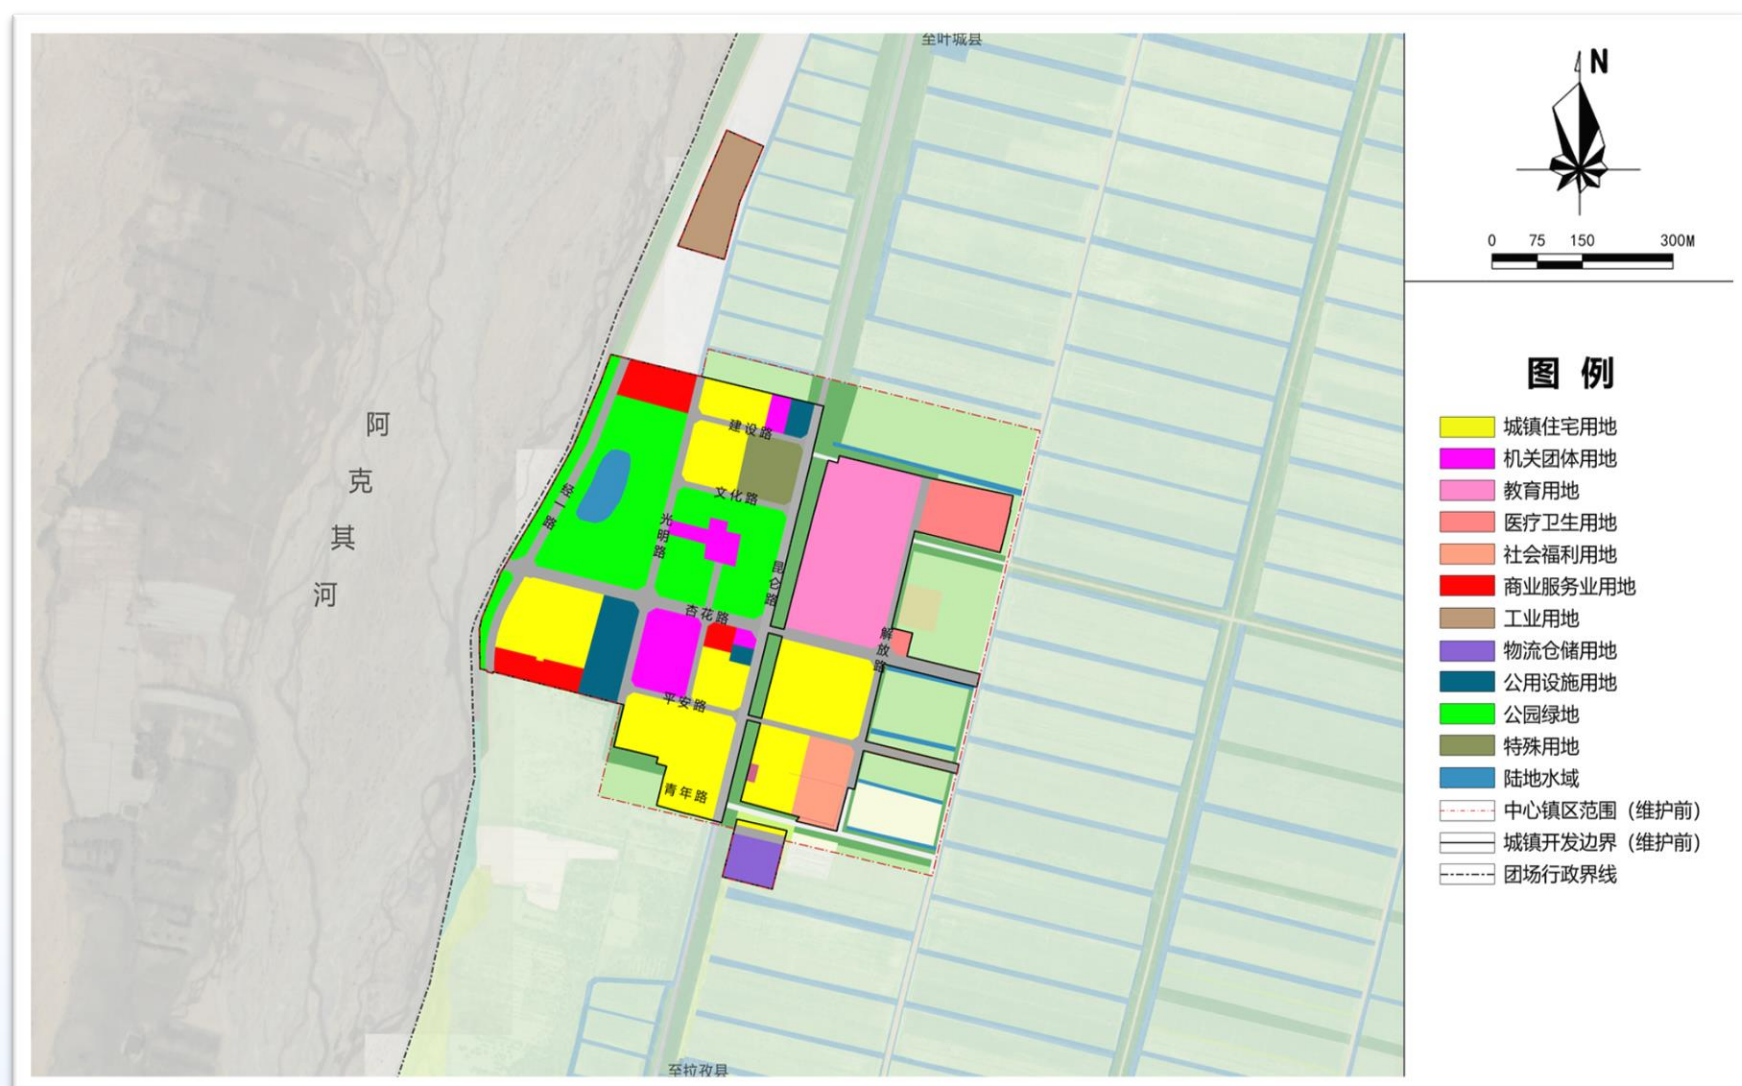 至叶城县
N
0 75 150 300M
图例
城镇住宅用地
机关团体用地
教育用地
医疗卫生用地
社会福利用地
商业服务业用地
工业用地
物流仓储用地
公用设施用地
公园绿地
特殊用地
陆地水域
中心镇区范围（维护前）
城镇开发边界（维护前）
团场行政界线
阿克其河
建设路
文化路
经一路
光明路
昆仑路
杏花路
解放路
平安路
青年路
至拉孜县